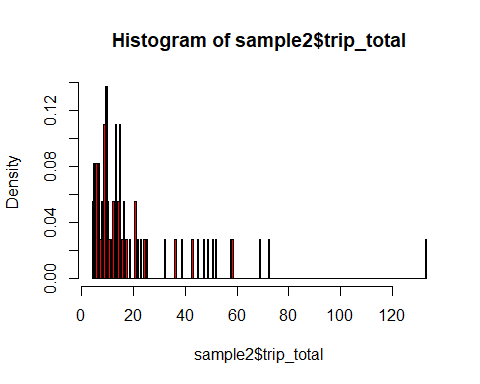 Histogram of sample2$trip_total
Density
0.00 0.04 0.08 0.12
0 20 40 60 80 100 120
sample2$trip_total